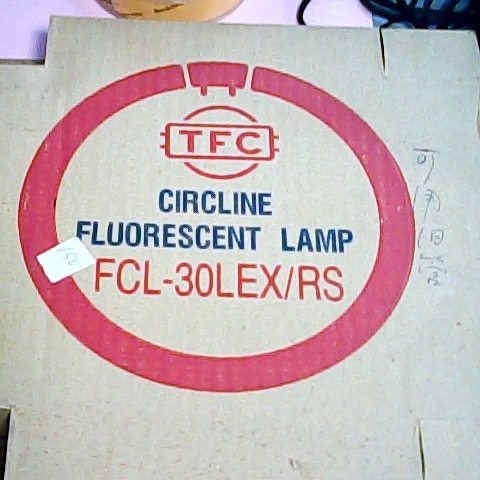 TFC
CIRCLINE
FLUORESCENT LAMP
FCL-30LEX/RS